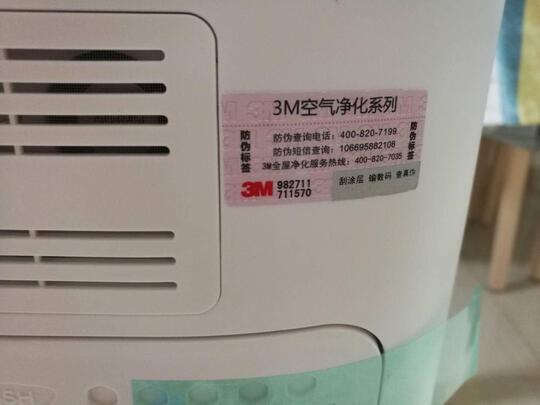 3M空气净化系列
防伪标签
防伪查询电话：400-820-7199
防伪短信查询：106695882108
3M全屋净化服务热线：400-820-7035
防伪标签
3M
982711
711570
刮涂层 输数码 查真伪
SH